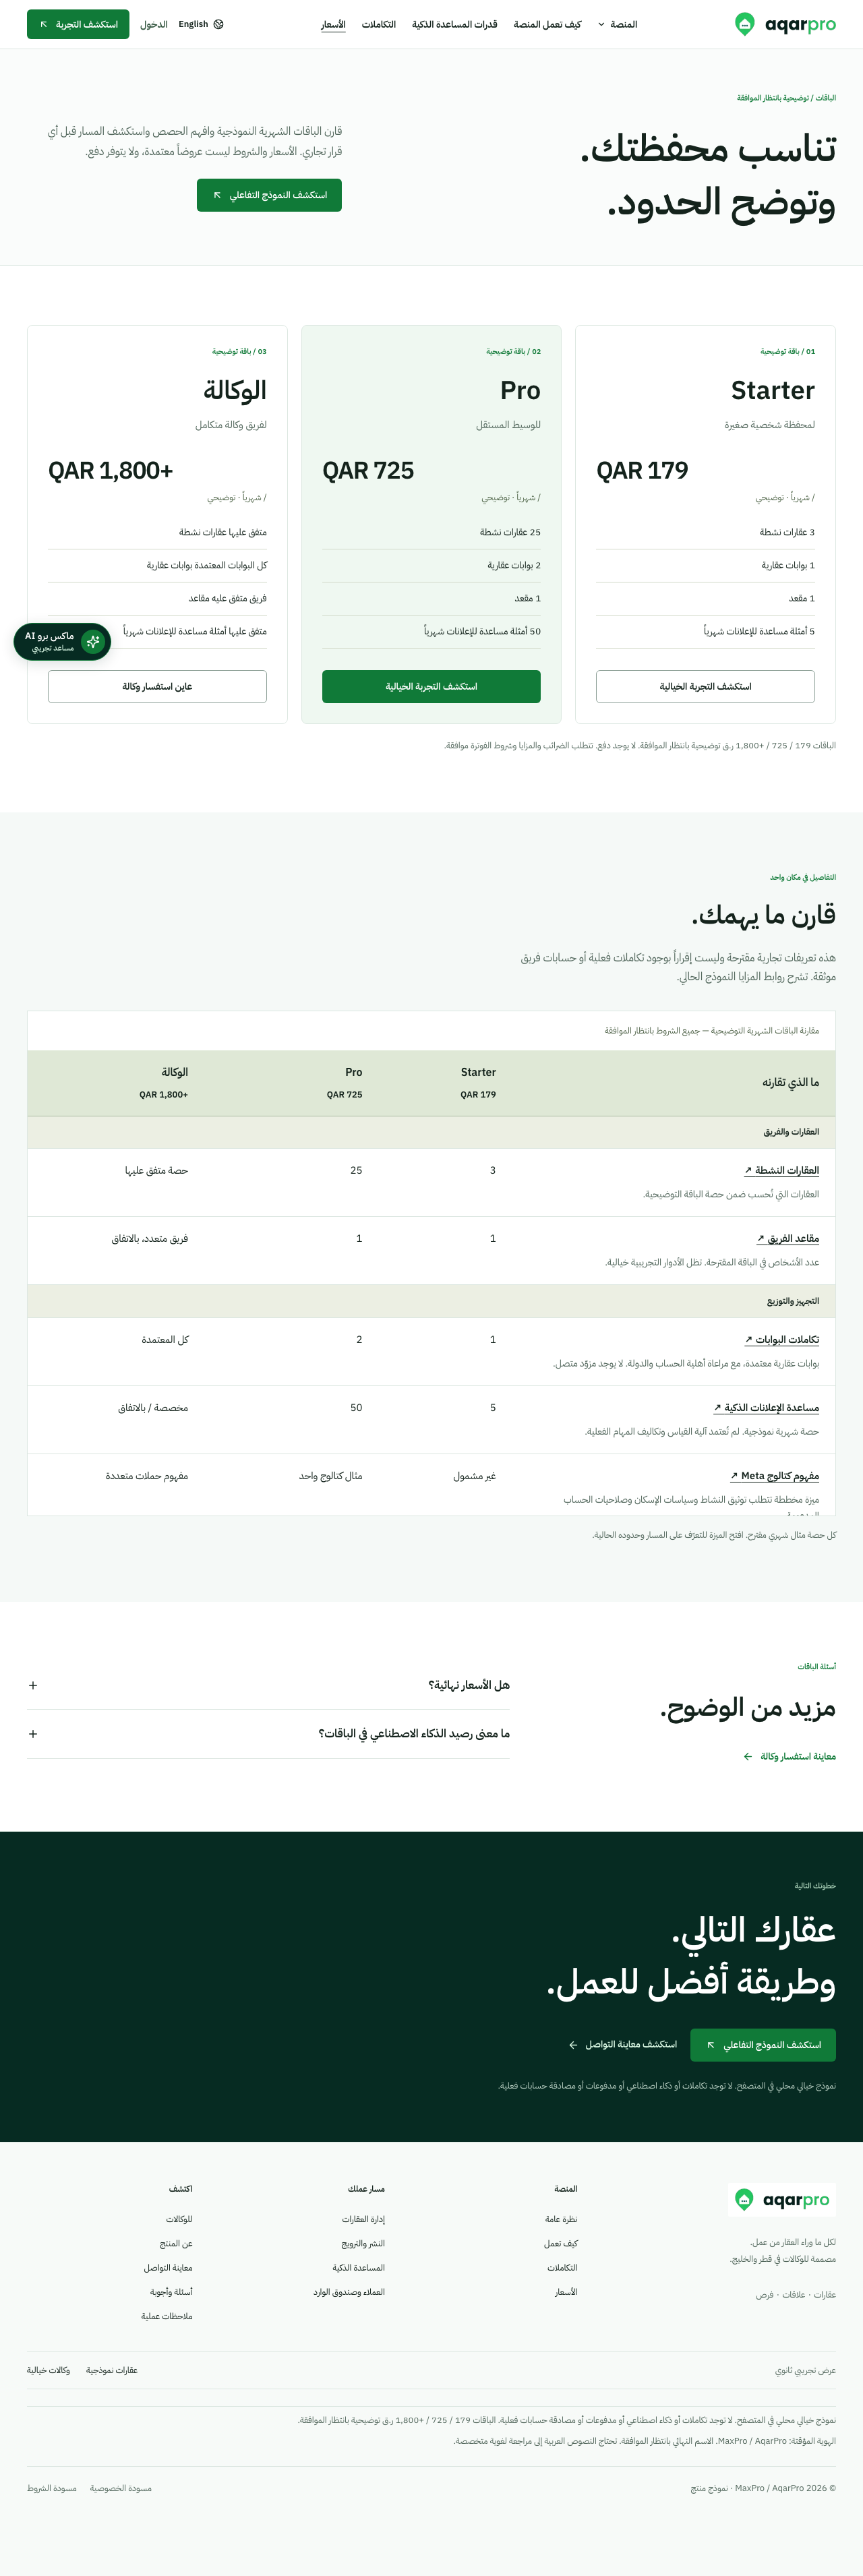 aqarpro
المنصة
كيف تعمل المنصة
قدرات المساعدة الذكية
التكاملات
الأسعار
English
الدخول
استكشف التجربة
الباقات / توضيحية بانتظار الموافقة
تناسب محفظتك.
وتوضح الحدود.
قارن الباقات الشهرية النموذجية وافهم الحصص واستكشف المسار قبل أي
قرار تجاري. الأسعار والشروط ليست عروضاً معتمدة، ولا يتوفر دفع.
استكشف النموذج التفاعلي
01 / باقة توضيحية
Starter
لمحفظة شخصية صغيرة
QAR 179
/ شهرياً · توضيحي
3 عقارات نشطة
1 بوابات عقارية
1 مقعد
5 أمثلة مساعدة للإعلانات شهرياً
استكشف التجربة الخيالية
02 / باقة توضيحية
Pro
للوسيط المستقل
QAR 725
/ شهرياً · توضيحي
25 عقارات نشطة
2 بوابات عقارية
1 مقعد
50 أمثلة مساعدة للإعلانات شهرياً
استكشف التجربة الخيالية
03 / باقة توضيحية
الوكالة
لفريق وكالة متكامل
QAR 1,800+
/ شهرياً · توضيحي
متفق عليها عقارات نشطة
كل البوابات المعتمدة بوابات عقارية
فريق متفق عليه مقاعد
متفق عليها أمثلة مساعدة للإعلانات شهرياً
عاين استفسار وكالة
ماكس برو AI
مساعد تجريبي
الباقات 179 / 725 / +1,800 ر.ق توضيحية بانتظار الموافقة. لا يوجد دفع. تتطلب الضرائب والمزايا وشروط الفوترة موافقة.
التفاصيل في مكان واحد
قارن ما يهمك.
هذه تعريفات تجارية مقترحة وليست إقراراً بوجود تكاملات فعلية أو حسابات فريق
موثقة. تشرح روابط المزايا النموذج الحالي.
مقارنة الباقات الشهرية التوضيحية — جميع الشروط بانتظار الموافقة
ما الذي تقارنه
Starter
QAR 179
Pro
QAR 725
الوكالة
QAR 1,800+
العقارات والفريق
العقارات النشطة ↗
3
25
حصة متفق عليها
العقارات التي تُحسب ضمن حصة الباقة التوضيحية.
مقاعد الفريق ↗
1
1
فريق متعدد، بالاتفاق
عدد الأشخاص في الباقة المقترحة. تظل الأدوار التجريبية خيالية.
التجهيز والتوزيع
تكاملات البوابات ↗
1
2
كل المعتمدة
بوابات عقارية معتمدة، مع مراعاة أهلية الحساب والدولة. لا يوجد مزوّد متصل.
مساعدة الإعلانات الذكية ↗
5
50
مخصصة / بالاتفاق
حصة شهرية نموذجية. لم تُعتمد آلية القياس وتكاليف المهام الفعلية.
مفهوم كتالوج Meta ↗
غير مشمول
مثال كتالوج واحد
مفهوم حملات متعددة
ميزة مخططة تتطلب توثيق النشاط وسياسات الإسكان وصلاحيات الحساب
كل حصة مثال شهري مقترح. افتح الميزة للتعرّف على المسار وحدوده الحالية.
أسئلة الباقات
مزيد من الوضوح.
معاينة استفسار وكالة
هل الأسعار نهائية؟
ما معنى رصيد الذكاء الاصطناعي في الباقات؟
خطوتك التالية
عقارك التالي.
وطريقة أفضل للعمل.
استكشف النموذج التفاعلي
استكشف معاينة التواصل
نموذج خيالي محلي في المتصفح. لا توجد تكاملات أو ذكاء اصطناعي أو مدفوعات أو مصادقة حسابات فعلية.
aqarpro
لكل ما وراء العقار من عمل.
مصممة للوكالات في قطر والخليج.
عقارات · علاقات · فرص
المنصة
نظرة عامة
كيف تعمل
التكاملات
الأسعار
مسار عملك
إدارة العقارات
النشر والترويج
المساعدة الذكية
العملاء وصندوق الوارد
اكتشف
للوكالات
عن المنتج
معاينة التواصل
أسئلة وأجوبة
ملاحظات عملية
عرض تجريبي ثانوي
عقارات نموذجية
وكالات خيالية
نموذج خيالي محلي في المتصفح. لا توجد تكاملات أو ذكاء اصطناعي أو مدفوعات أو مصادقة حسابات فعلية. الباقات 179 / 725 / +1,800 ر.ق توضيحية بانتظار الموافقة.
الهوية المؤقتة: MaxPro / AqarPro. الاسم النهائي بانتظار الموافقة. تحتاج النصوص العربية إلى مراجعة لغوية متخصصة.
© 2026 MaxPro / AqarPro · نموذج منتج
مسودة الخصوصية
مسودة الشروط